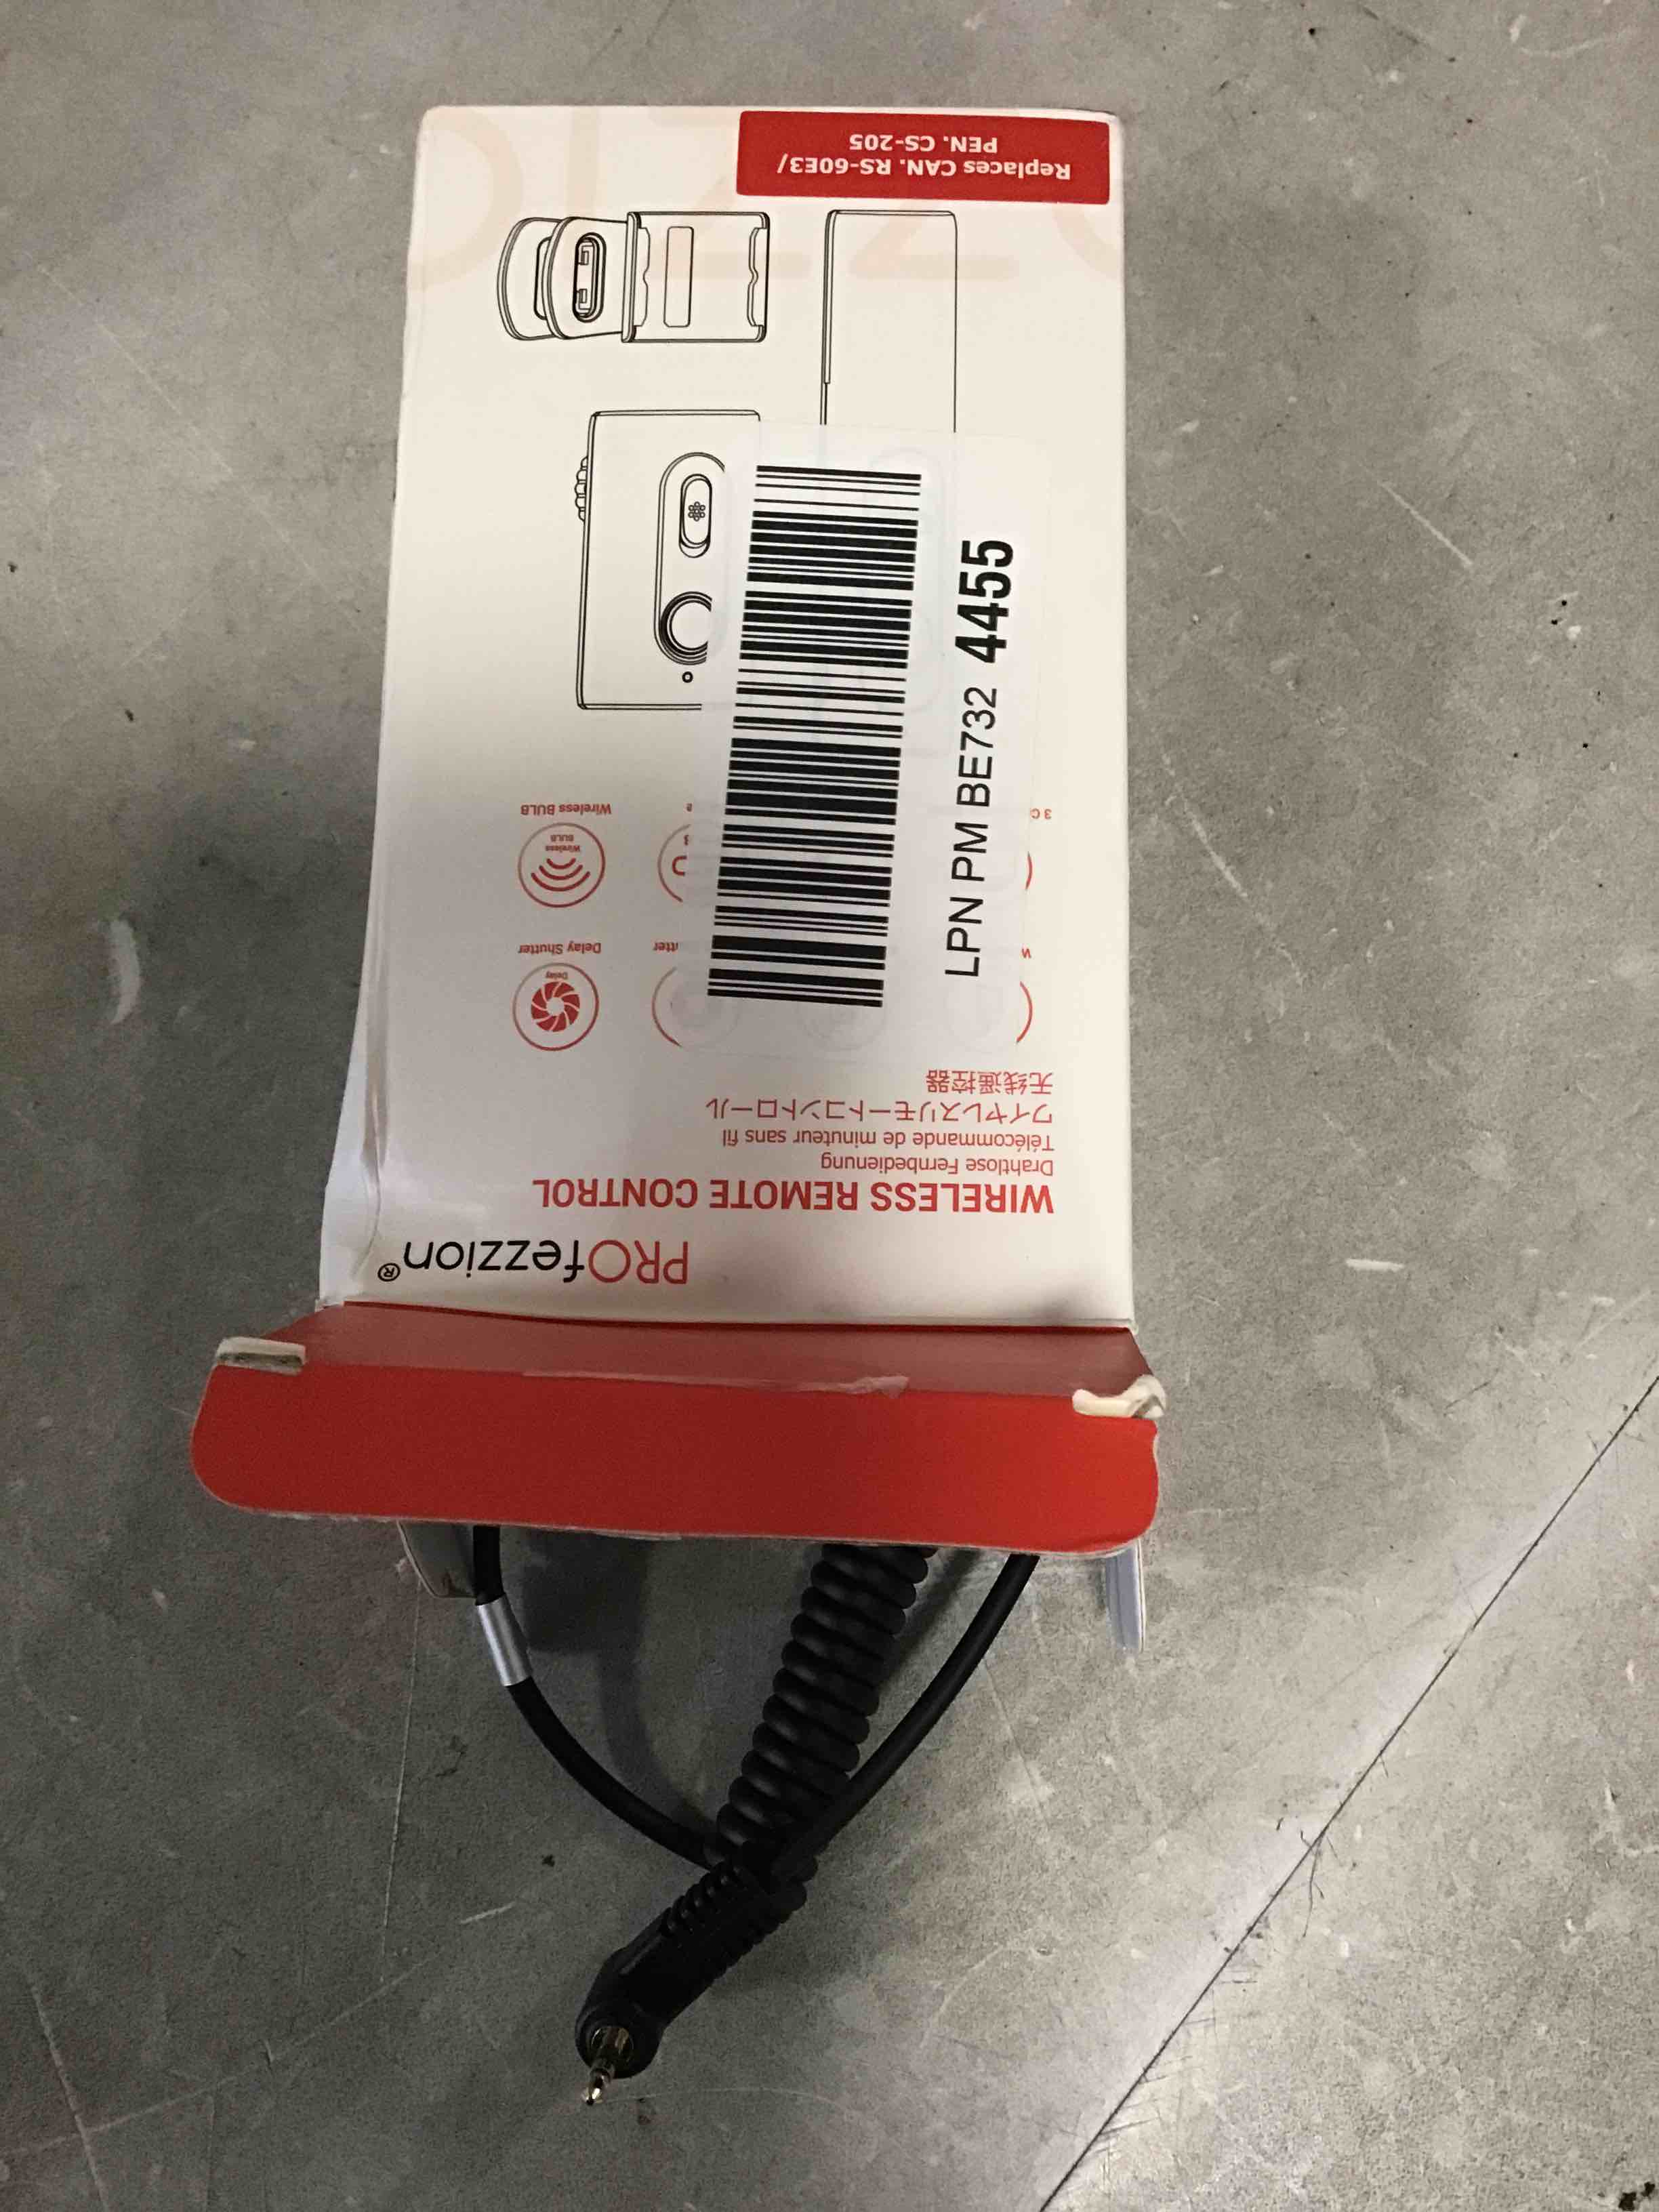 PROfezzion®
WIRELESS REMOTE CONTROL
Drahtlose Fernbedienung
Télécommande de minuteur sans fil
ワイヤレスリモートコントロール
无线遥控器
Delay
Delay Shutter
Wireless
BULB
Wireless BULB
LPN PM BE732 4455
Replaces CAN. RS-60E3/
PEN. CS-205